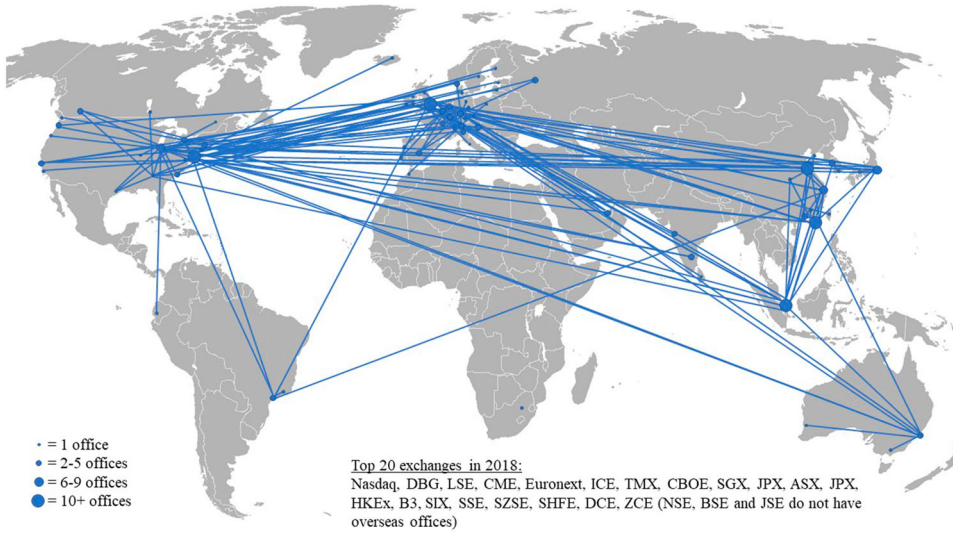 = 1 office
= 2-5 offices
= 6-9 offices
= 10+ offices
Top 20 exchanges in 2018:
Nasdaq, DBG, LSE, CME, Euronext, ICE, TMX, CBOE, SGX, JPX, ASX, JPX,
HKEx, B3, SIX, SSE, SZSE, SHFE, DCE, ZCE (NSE, BSE and JSE do not have
overseas offices)